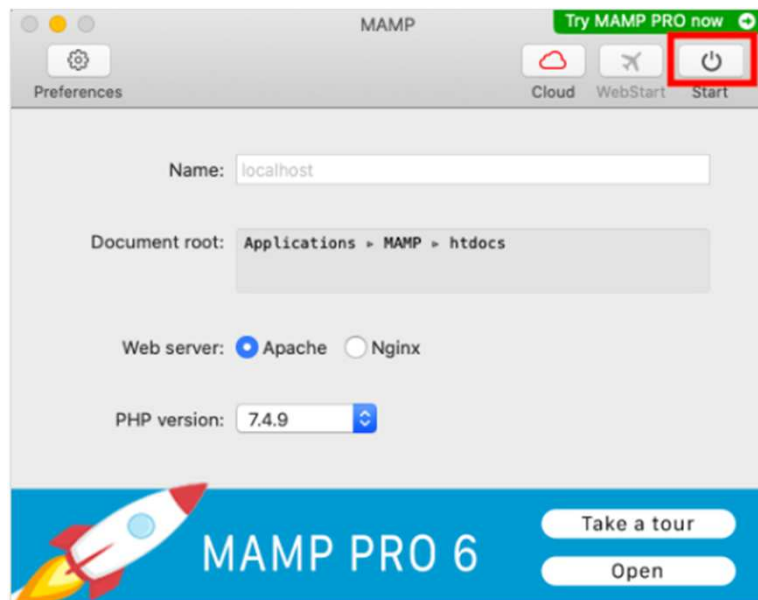 MAMP
Try MAMP PRO now
Preferences
Cloud
WebStart
Start
Name: localhost
Document root: Applications ▸ MAMP ▸ htdocs
Web server: Apache Nginx
PHP version: 7.4.9
MAMP PRO 6
Take a tour
Open